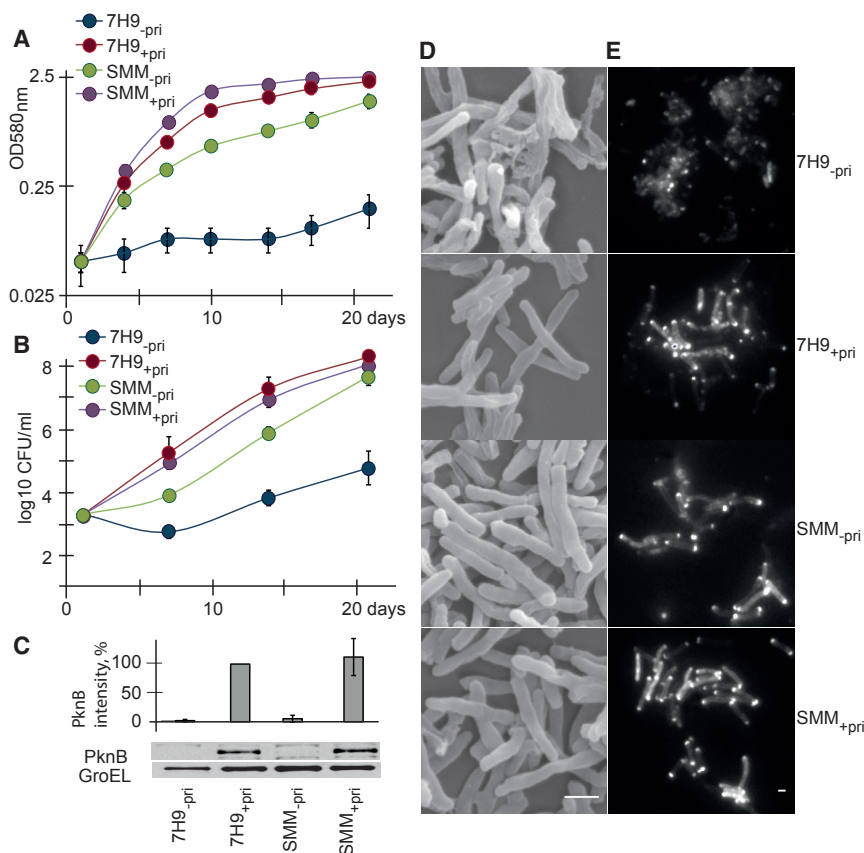 A
7H9-pri
7H9+pri
SMM-pri
SMM+pri
OD580nm
2.5
0.25
0.025
0
10
20 days
B
7H9-pri
7H9+pri
SMM-pri
SMM+pri
log10 CFU/ml
8
6
4
2
0
10
20 days
C
PknB
intensity, %
100
50
0
PknB
GroEL
7H9-pri
7H9+pri
SMM-pri
SMM+pri
D
E
7H9-pri
7H9+pri
SMM-pri
SMM+pri